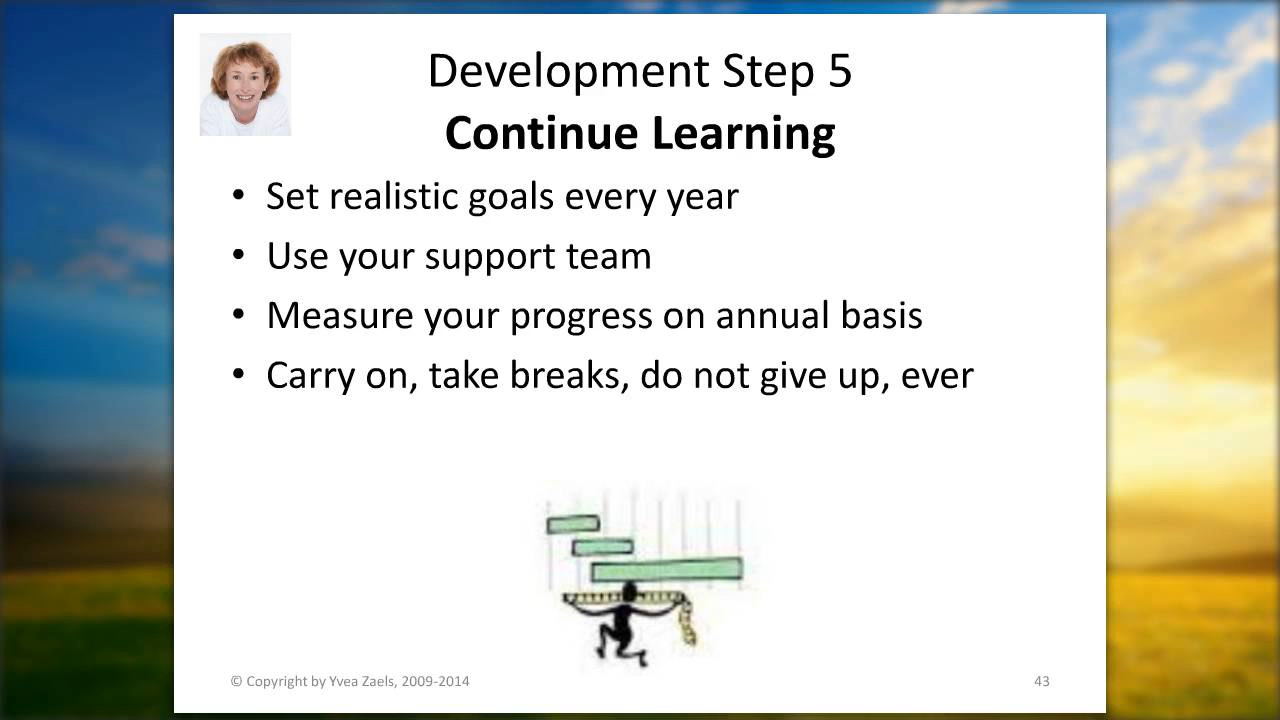 Development Step 5
Continue Learning
• Set realistic goals every year
• Use your support team
• Measure your progress on annual basis
• Carry on, take breaks, do not give up, ever
© Copyright by Yvea Zaels, 2009-2014
43